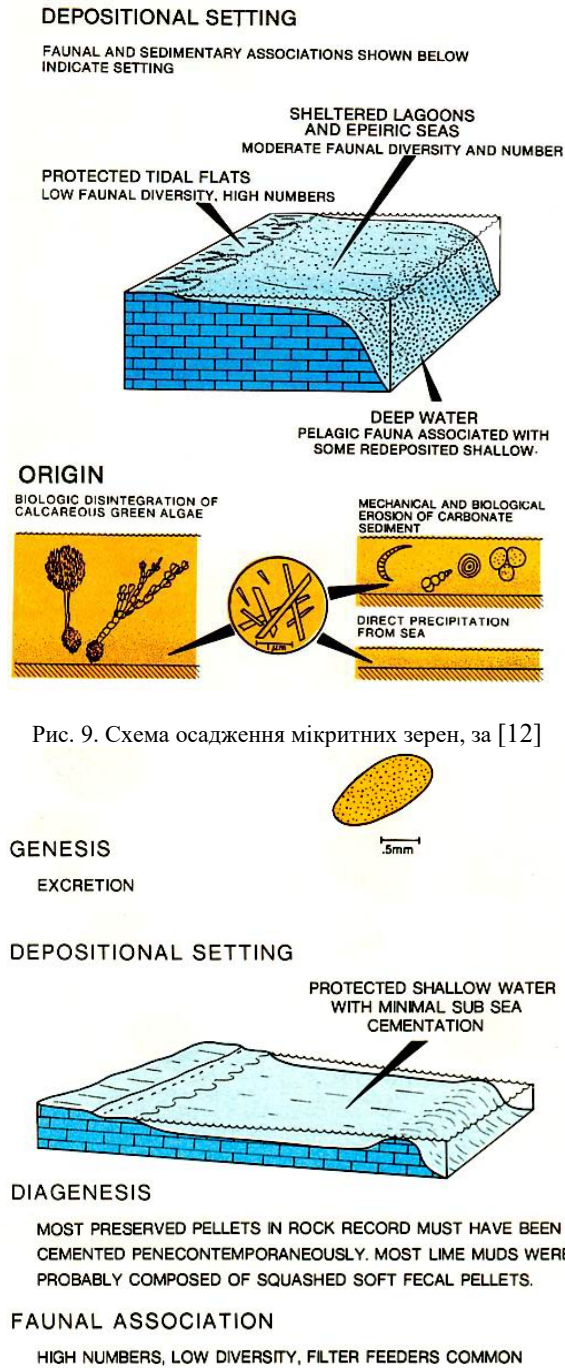 DEPOSITIONAL SETTING
FAUNAL AND SEDIMENTARY ASSOCIATIONS SHOWN BELOW
INDICATE SETTING
SHELTERED LAGOONS
AND EPEIRIC SEAS
MODERATE FAUNAL DIVERSITY AND NUMBER
PROTECTED TIDAL FLATS
LOW FAUNAL DIVERSITY, HIGH NUMBERS
DEEP WATER
PELAGIC FAUNA ASSOCIATED WITH
SOME REDEPOSITED SHALLOW·
ORIGIN
BIOLOGIC DISINTEGRATION OF
CALCAREOUS GREEN ALGAE
MECHANICAL AND BIOLOGICAL
EROSION OF CARBONATE
SEDIMENT
1 μm
DIRECT PRECIPITATION
FROM SEA
Рис. 9. Схема осадження мікритних зерен, за [12]
.5mm
GENESIS
EXCRETION
DEPOSITIONAL SETTING
PROTECTED SHALLOW WATER
WITH MINIMAL SUB SEA
CEMENTATION
DIAGENESIS
MOST PRESERVED PELLETS IN ROCK RECORD MUST HAVE BEEN
CEMENTED PENECONTEMPORANEOUSLY. MOST LIME MUDS WERE
PROBABLY COMPOSED OF SQUASHED SOFT FECAL PELLETS.
FAUNAL ASSOCIATION
HIGH NUMBERS, LOW DIVERSITY, FILTER FEEDERS COMMON